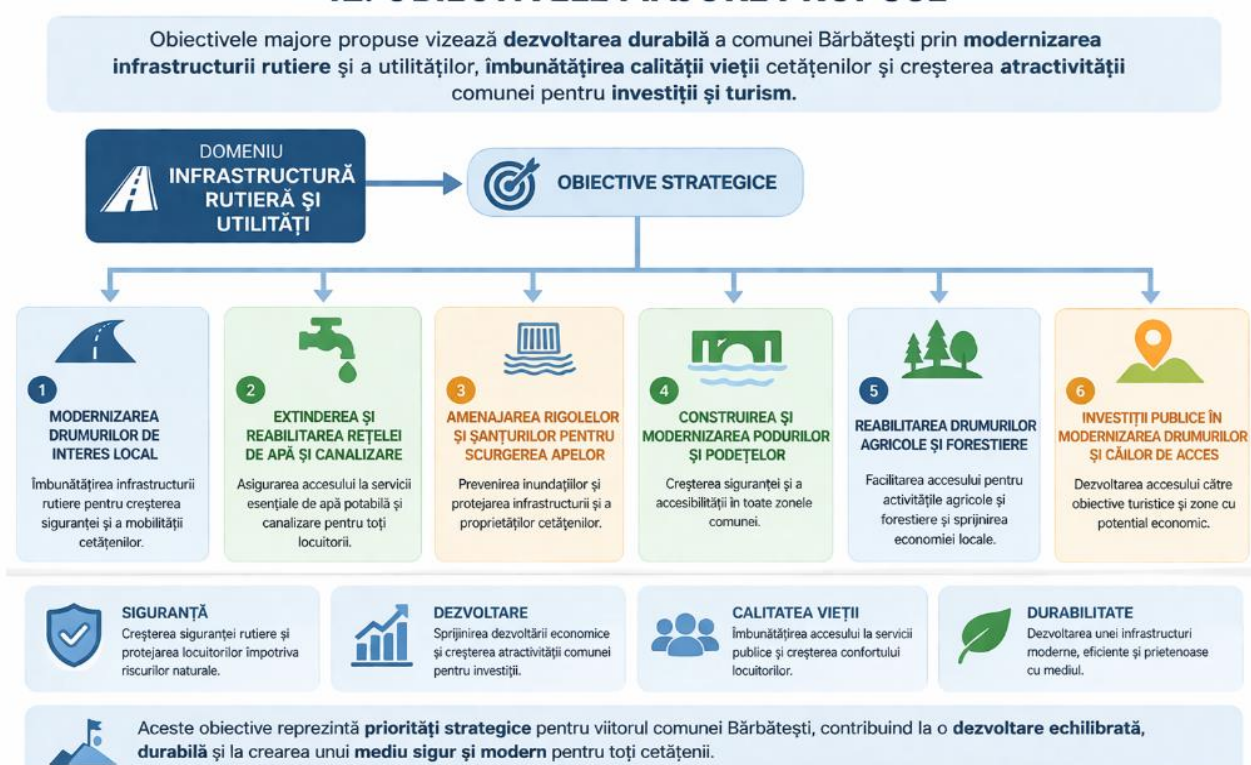 Obiectivele majore propuse vizează dezvoltarea durabilă a comunei Bărbătești prin modernizarea
infrastructurii rutiere și a utilităților, îmbunătățirea calității vieții cetățenilor și creșterea atractivității
comunei pentru investiții și turism.
DOMENIU
INFRASTRUCTURĂ
RUTIERĂ ȘI
UTILITĂȚI
OBIECTIVE STRATEGICE
1
MODERNIZAREA
DRUMURILOR DE
INTERES LOCAL
Îmbunătățirea infrastructurii
rutiere pentru creșterea
siguranței și a mobilității
cetățenilor.
2
EXTINDEREA ȘI
REABILITAREA REȚELEI
DE APĂ ȘI CANALIZARE
Asigurarea accesului la servicii
esențiale de apă potabilă și
canalizare pentru toți
locuitorii.
3
AMENAJAREA RIGOLELOR
ȘI ȘANȚURILOR PENTRU
SCURGEREA APELOR
Prevenirea inundațiilor și
protejarea infrastructurii și a
proprietăților cetățenilor.
4
CONSTRUIREA ȘI
MODERNIZAREA PODURILOR
ȘI PODEȚELOR
Creșterea siguranței și a
accesibilității în toate zonele
comunei.
5
REABILITAREA DRUMURILOR
AGRICOLE ȘI FORESTIERE
Facilitarea accesului pentru
activitățile agricole și
forestiere și sprijinirea
economiei locale.
6
INVESTIȚII PUBLICE ÎN
MODERNIZAREA DRUMURILOR
ȘI CĂILOR DE ACCES
Dezvoltarea accesului către
obiective turistice și zone cu
potential economic.
SIGURANȚĂ
Creșterea siguranței rutiere și
protejarea locuitorilor împotriva
riscurilor naturale.
DEZVOLTARE
Sprijinirea dezvoltării economice
și creșterea atractivității comunei
pentru investiții.
CALITATEA VIEȚII
Îmbunătățirea accesului la servicii
publice și creșterea confortului
locuitorilor.
DURABILITATE
Dezvoltarea unei infrastructuri
moderne, eficiente și prietenoase
cu mediul.
Aceste obiective reprezintă priorități strategice pentru viitorul comunei Bărbătești, contribuind la o dezvoltare echilibrată,
durabilă și la crearea unui mediu sigur și modern pentru toți cetățenii.